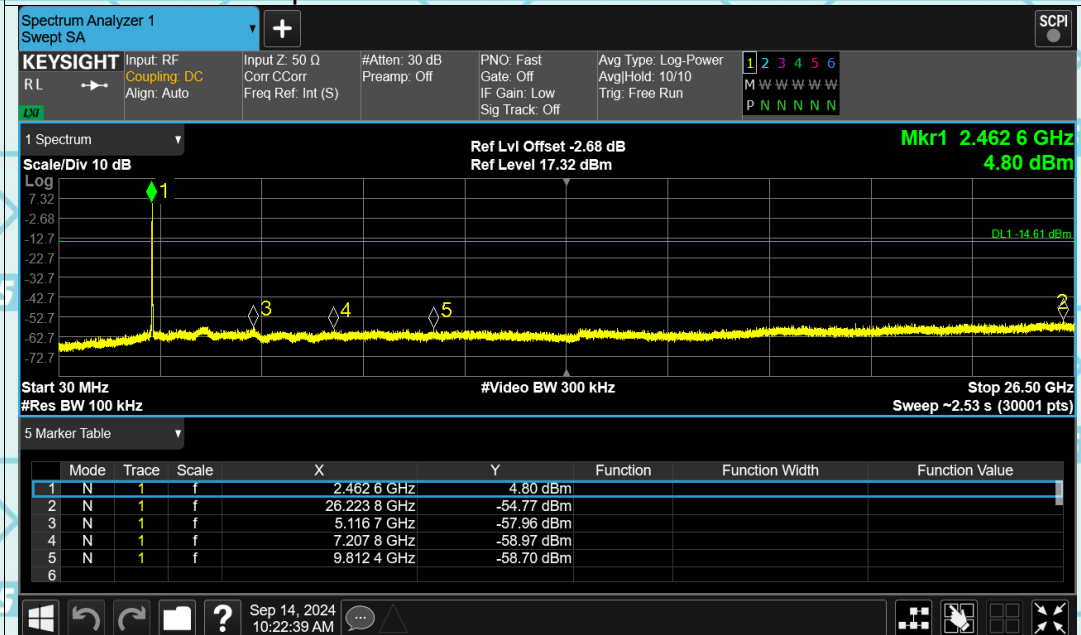 Spectrum Analyzer 1
Swept SA
+
SCPI
KEYSIGHT
R L
LXI
Input: RF
Coupling: DC
Align: Auto
Input Z: 50 Ω
Corr CCorr
Freq Ref: Int (S)
#Atten: 30 dB
Preamp: Off
PNO: Fast
Gate: Off
IF Gain: Low
Sig Track: Off
Avg Type: Log-Power
Avg|Hold: 10/10
Trig: Free Run
1 2 3 4 5 6
M W W W W W
P N N N N N
1 Spectrum
Scale/Div 10 dB
Ref Lvl Offset -2.68 dB
Ref Level 17.32 dBm
Mkr1 2.462 6 GHz
4.80 dBm
Log
7.32
-2.68
-12.7
-22.7
-32.7
-42.7
-52.7
-62.7
-72.7
DL1 -14.61 dBm
1
3
4
5
2
Start 30 MHz
#Video BW 300 kHz
Stop 26.50 GHz
#Res BW 100 kHz
Sweep ~2.53 s (30001 pts)
5 Marker Table
Mode Trace Scale X Y Function Function Width Function Value
1 N 1 f 2.462 6 GHz 4.80 dBm
2 N 1 f 26.223 8 GHz -54.77 dBm
3 N 1 f 5.116 7 GHz -57.96 dBm
4 N 1 f 7.207 8 GHz -58.97 dBm
5 N 1 f 9.812 4 GHz -58.70 dBm
6
?
Sep 14, 2024
10:22:39 AM